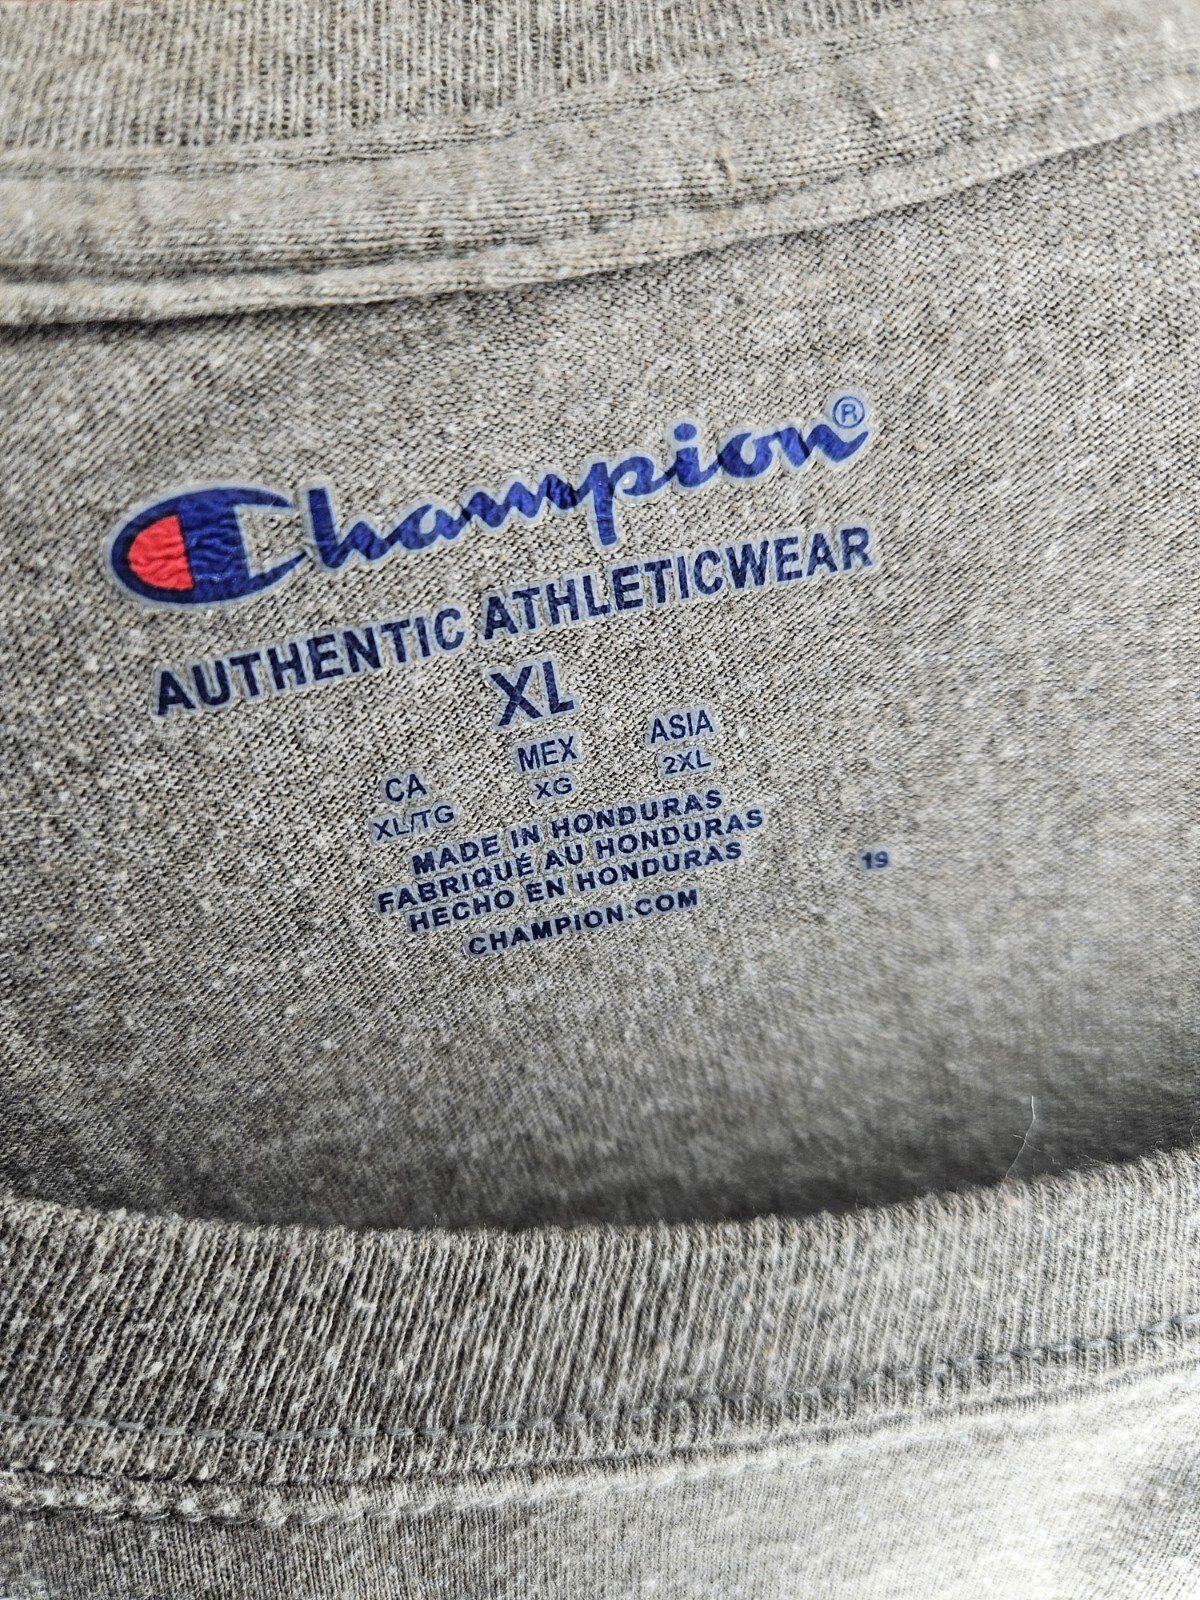 Champion®
AUTHENTIC ATHLETICWEAR
XL
CA MEX ASIA
XL/TG XG 2XL
MADE IN HONDURAS
FABRIQUÉ AU HONDURAS
HECHO EN HONDURAS
19
CHAMPION.COM